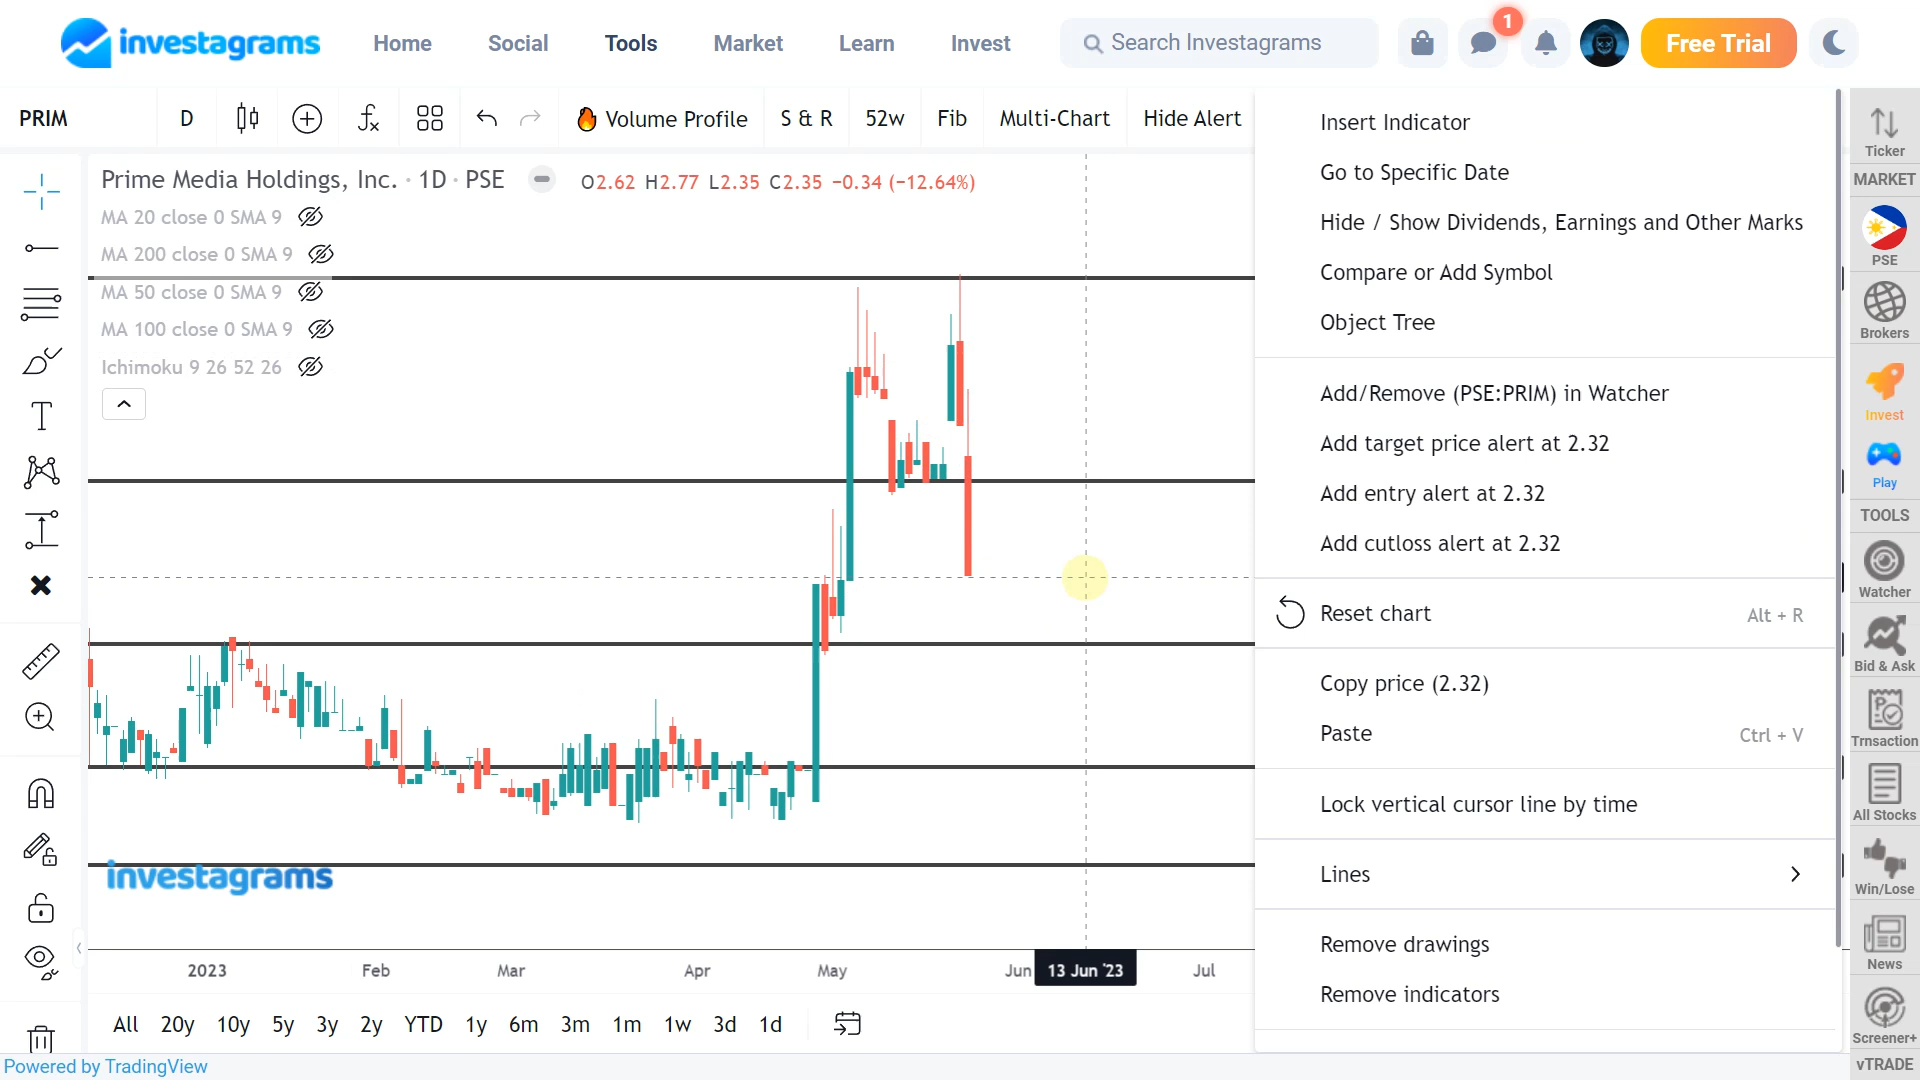 investagrams
Home
Social
Tools
Market
Learn
Invest
Search Investagrams
1
Free Trial
PRIM
D
Volume Profile
S & R
52w
Fib
Multi-Chart
Hide Alert
Prime Media Holdings, Inc. · 1D · PSE
O2.62 H2.77 L2.35 C2.35 −0.34 (−12.64%)
MA 20 close 0 SMA 9
MA 200 close 0 SMA 9
MA 50 close 0 SMA 9
MA 100 close 0 SMA 9
Ichimoku 9 26 52 26
investagrams
2023
Feb
Mar
Apr
May
Jun
13 Jun '23
Jul
All
20y
10y
5y
3y
2y
YTD
1y
6m
3m
1m
1w
3d
1d
Powered by TradingView
Insert Indicator
Go to Specific Date
Hide / Show Dividends, Earnings and Other Marks
Compare or Add Symbol
Object Tree
Add/Remove (PSE:PRIM) in Watcher
Add target price alert at 2.32
Add entry alert at 2.32
Add cutloss alert at 2.32
Reset chart Alt + R
Copy price (2.32)
Paste Ctrl + V
Lock vertical cursor line by time
Lines
Remove drawings
Remove indicators
Ticker
MARKET
PSE
Brokers
Invest
Play
TOOLS
Watcher
Bid & Ask
Trnsaction
All Stocks
Win/Lose
News
Screener+
vTRADE